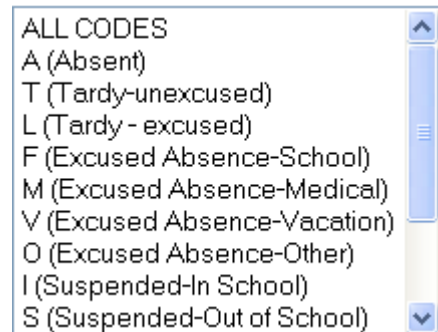 ALL CODES
A (Absent)
T (Tardy-unexcused)
L (Tardy - excused)
F (Excused Absence-School)
M (Excused Absence-Medical)
V (Excused Absence-Vacation)
O (Excused Absence-Other)
I (Suspended-In School)
S (Suspended-Out of School)